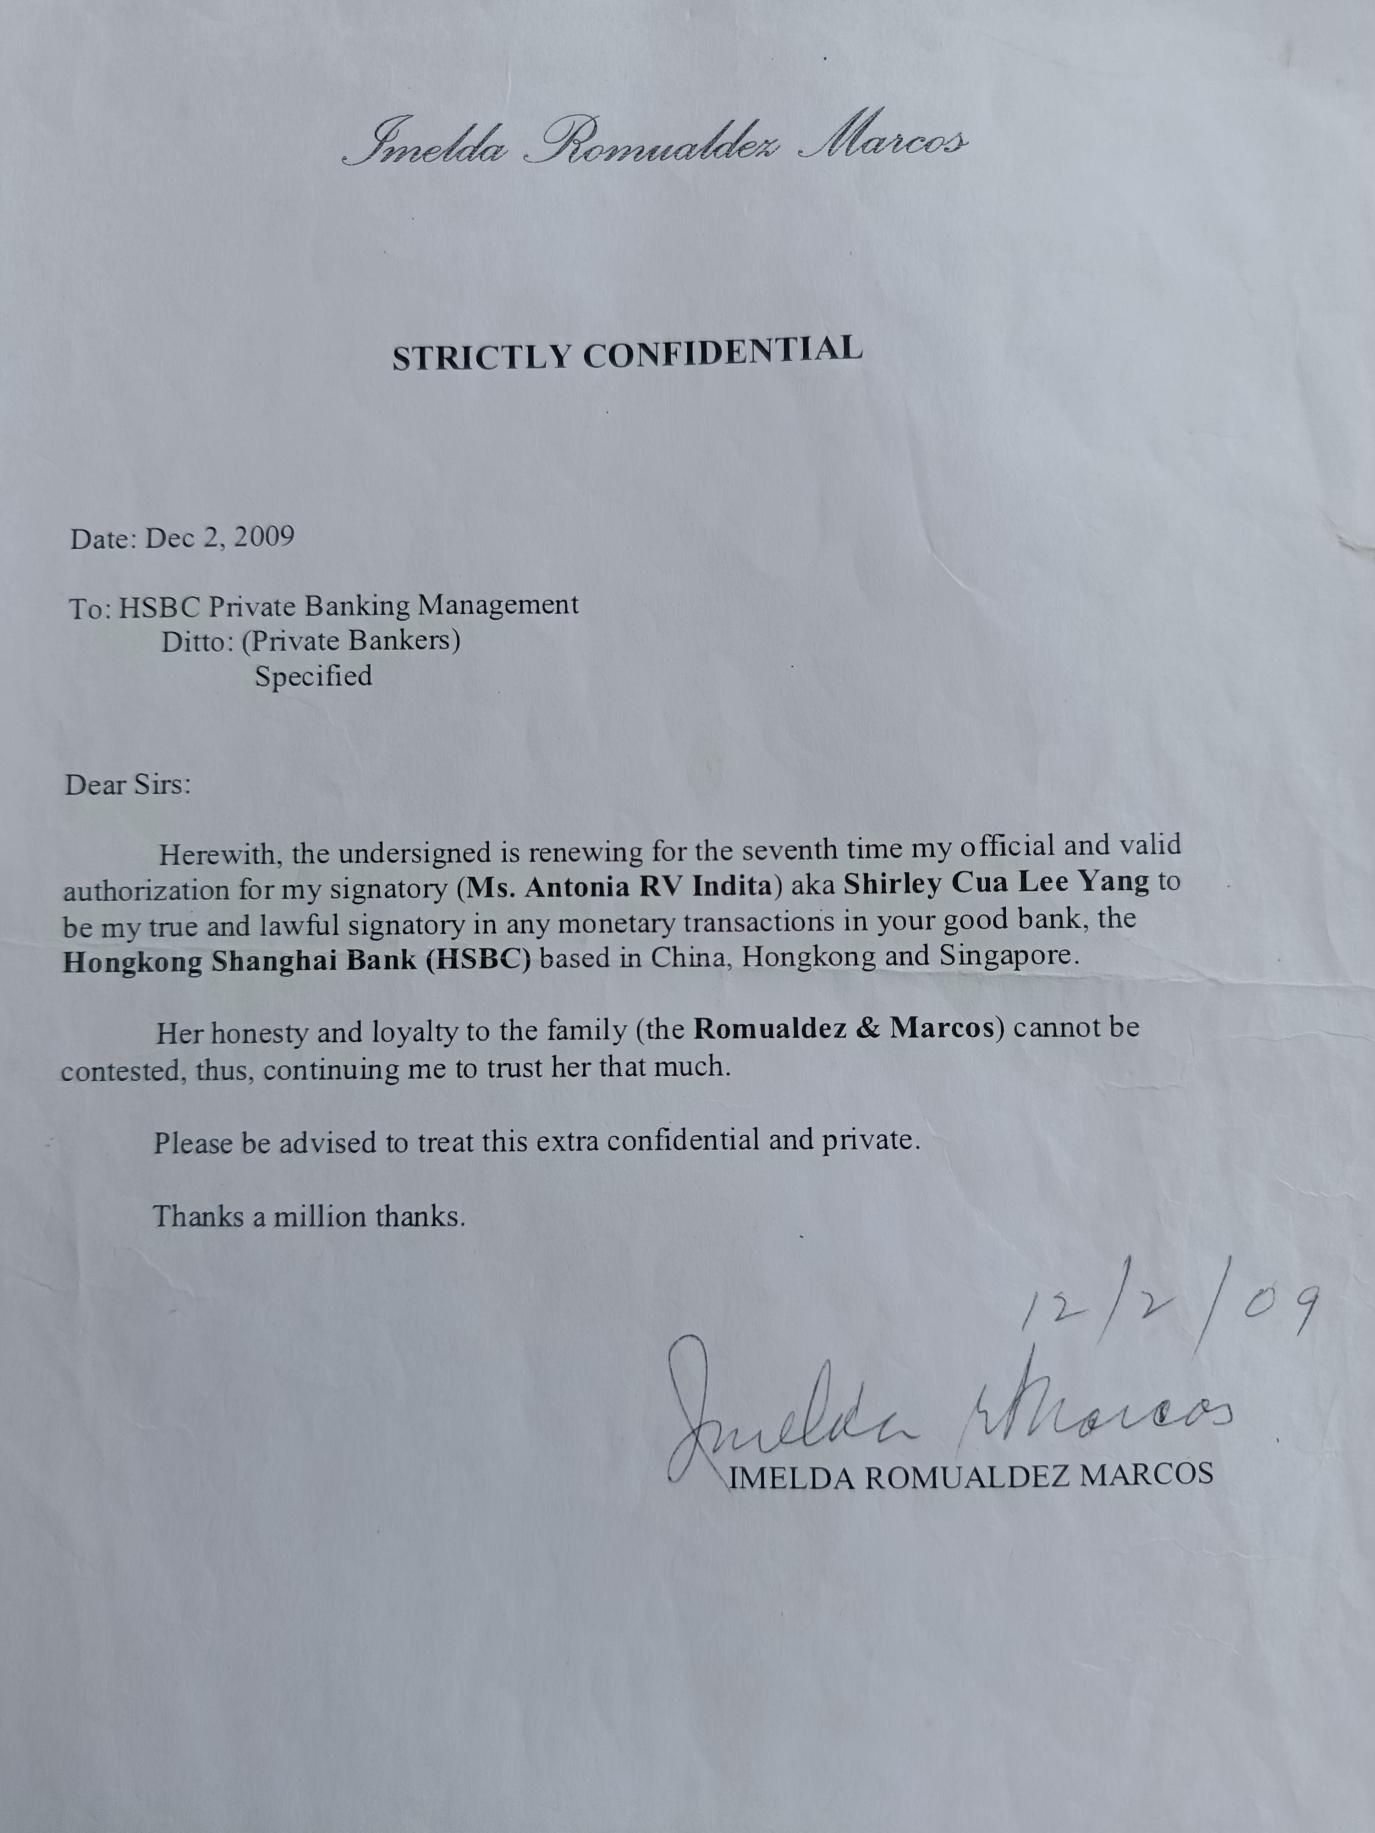 Imelda Romualdez Marcos
STRICTLY CONFIDENTIAL
Date: Dec 2, 2009
To: HSBC Private Banking Management
Ditto: (Private Bankers)
Specified
Dear Sirs:
Herewith, the undersigned is renewing for the seventh time my official and valid
authorization for my signatory (Ms. Antonia RV Indita) aka Shirley Cua Lee Yang to
be my true and lawful signatory in any monetary transactions in your good bank, the
Hongkong Shanghai Bank (HSBC) based in China, Hongkong and Singapore.
Her honesty and loyalty to the family (the Romualdez & Marcos) cannot be
contested, thus, continuing me to trust her that much.
Please be advised to treat this extra confidential and private.
Thanks a million thanks.
12/2/09
Imelda R Marcos
IMELDA ROMUALDEZ MARCOS